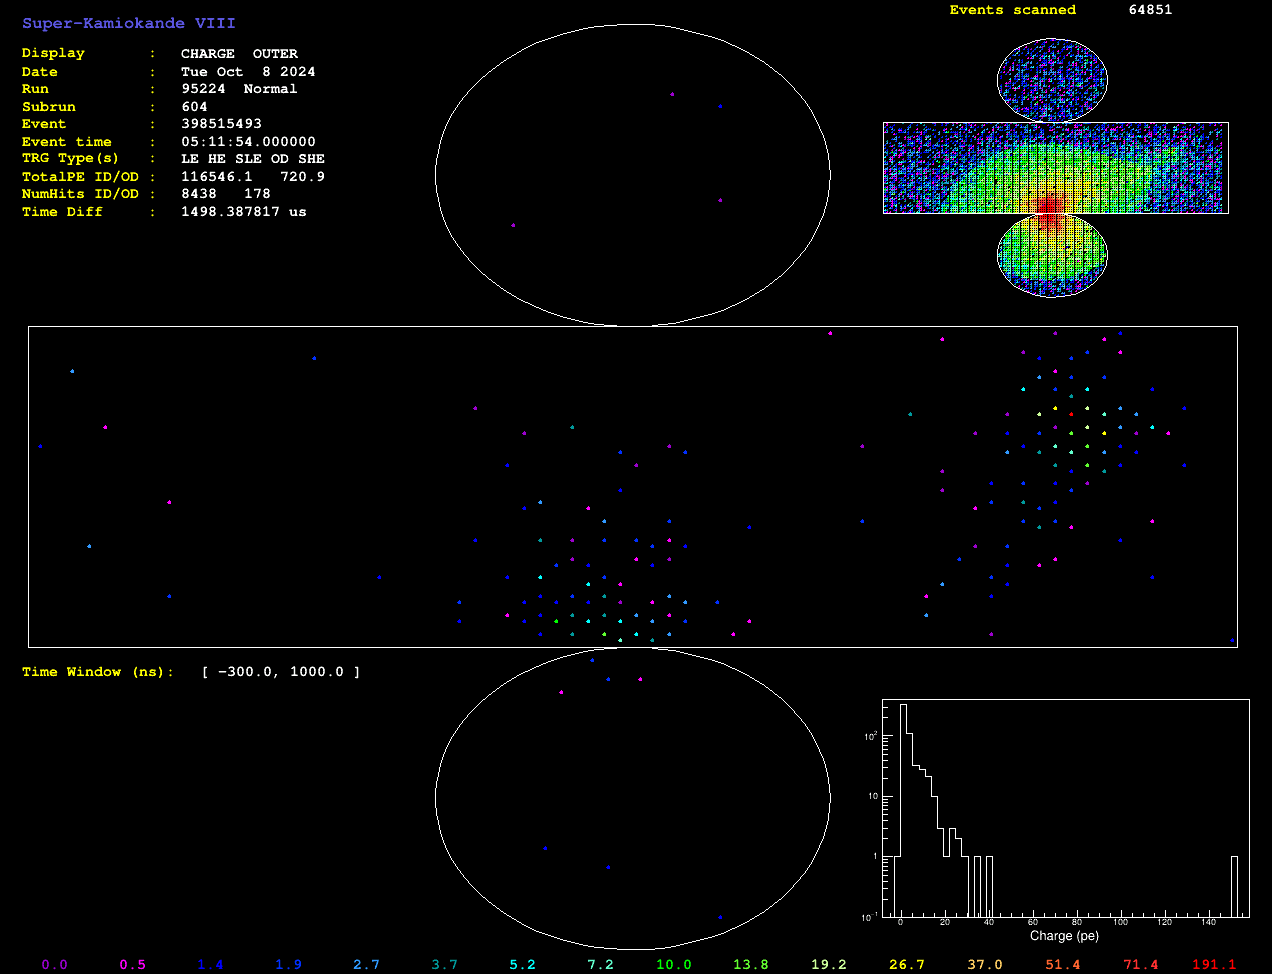 Super-Kamiokande VIII
Events scanned 64851
Display : CHARGE OUTER
Date : Tue Oct 8 2024
Run : 95224 Normal
Subrun : 604
Event : 398515493
Event time : 05:11:54.000000
TRG Type(s) : LE HE SLE OD SHE
TotalPE ID/OD : 116546.1 720.9
NumHits ID/OD : 8438 178
Time Diff : 1498.387817 us
Time Window (ns): [ -300.0, 1000.0 ]
10²
10
1
10⁻¹
0 20 40 60 80 100 120 140
Charge (pe)
0.0 0.5 1.4 1.9 2.7 3.7 5.2 7.2 10.0 13.8 19.2 26.7 37.0 51.4 71.4 191.1